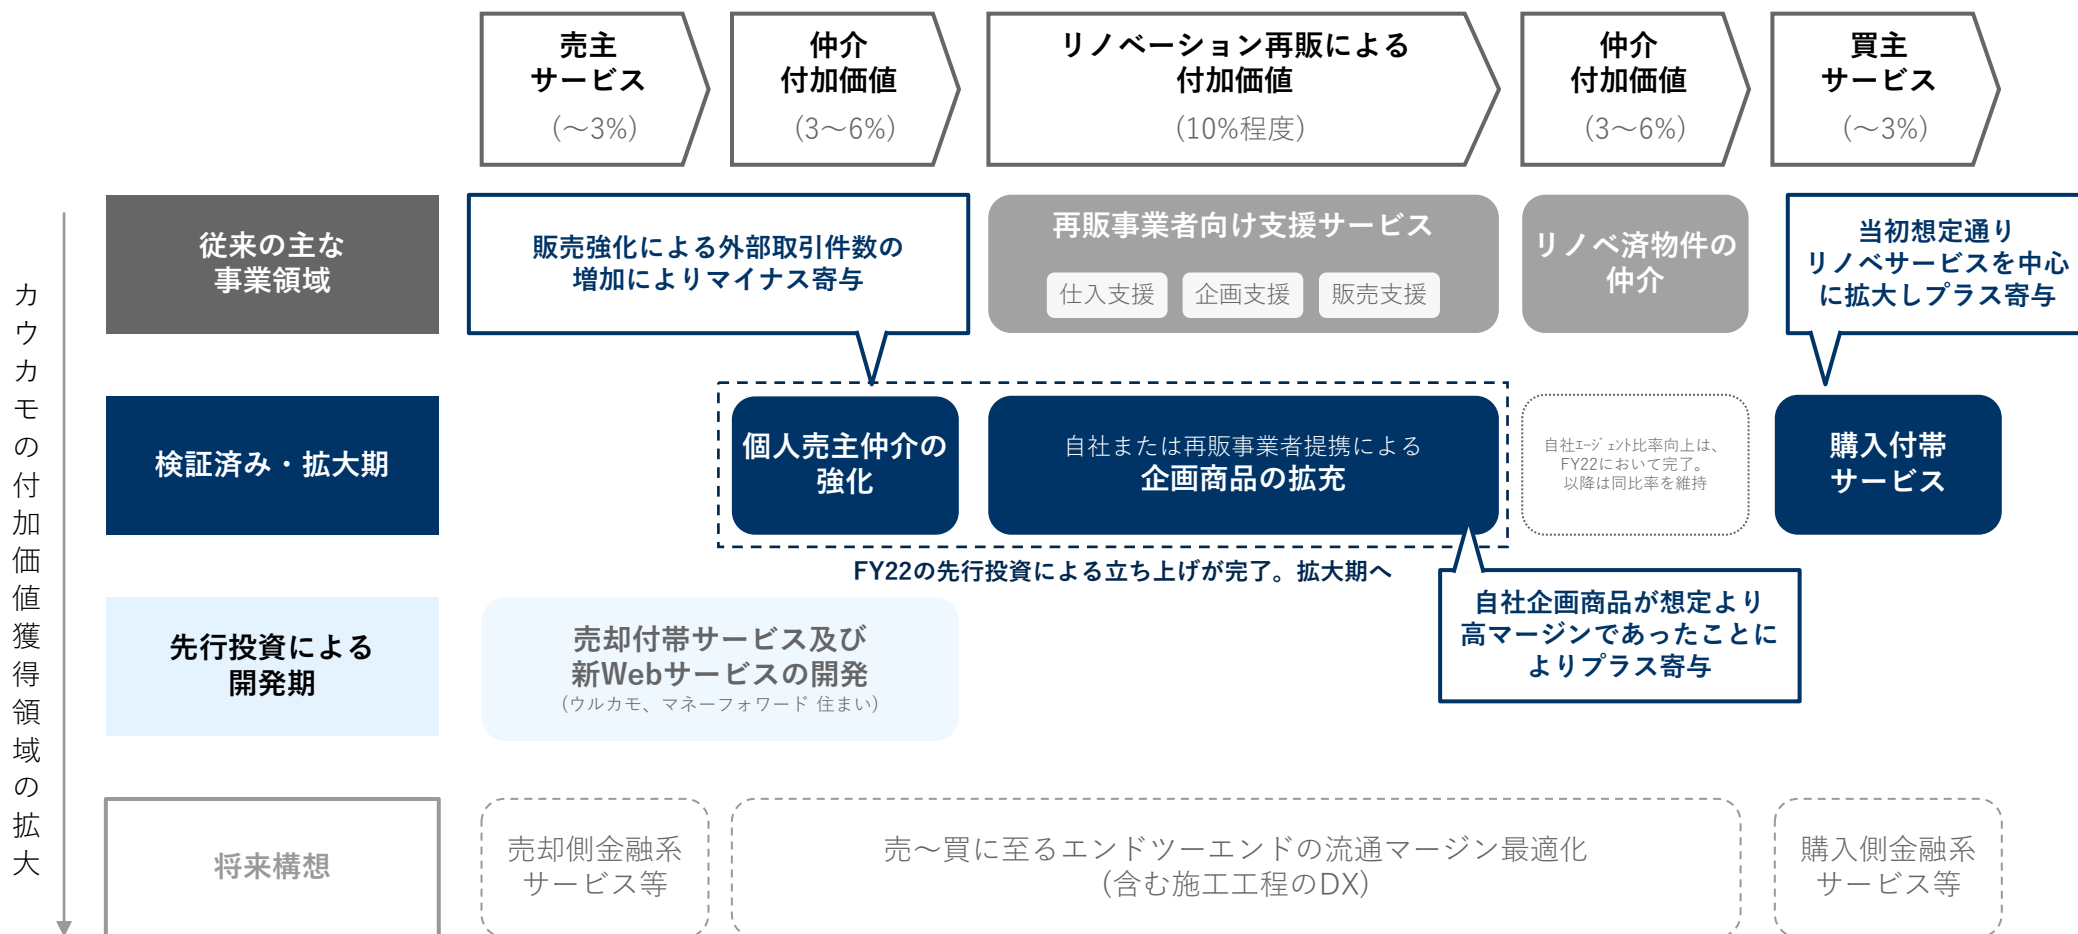 売主
サービス
(～3%)
仲介
付加価値
(3～6%)
リノベーション再販による
付加価値
(10%程度)
仲介
付加価値
(3～6%)
買主
サービス
(～3%)
カウカモの付加価値獲得領域の拡大
従来の主な
事業領域
販売強化による外部取引件数の
増加によりマイナス寄与
再販事業者向け支援サービス
仕入支援
企画支援
販売支援
リノベ済物件の
仲介
当初想定通り
リノベサービスを中心
に拡大しプラス寄与
検証済み・拡大期
個人売主仲介の
強化
自社または再販事業者提携による
企画商品の拡充
自社ｴｰｼﾞｪﾝﾄ比率向上は、
FY22において完了。
以降は同比率を維持
購入付帯
サービス
FY22の先行投資による立ち上げが完了。拡大期へ
自社企画商品が想定より
高マージンであったことに
よりプラス寄与
先行投資による
開発期
売却付帯サービス及び
新Webサービスの開発
(ウルカモ、マネーフォワード 住まい)
将来構想
売却側金融系
サービス等
売～買に至るエンドツーエンドの流通マージン最適化
(含む施工工程のDX)
購入側金融系
サービス等